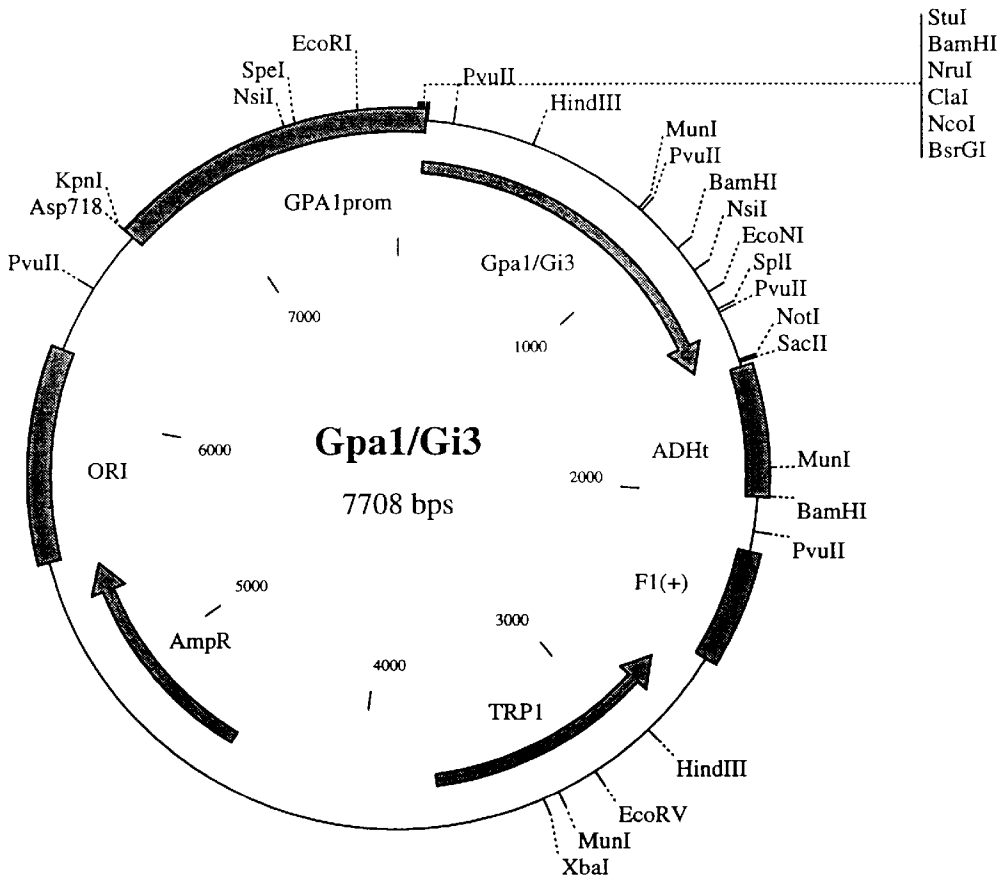 StuI
BamHI
NruI
ClaI
NcoI
BsrGI
EcoRI
SpeI
NsiI
PvuII
HindIII
MunI
PvuII
BamHI
NsiI
EcoNI
SplI
PvuII
NotI
SacII
KpnI
Asp718
PvuII
GPA1prom
Gpa1/Gi3
7000
1000
Gpa1/Gi3
7708 bps
6000
ORI
ADHt
2000
MunI
BamHI
PvuII
F1(+)
5000
AmpR
3000
4000
TRP1
HindIII
EcoRV
MunI
XbaI